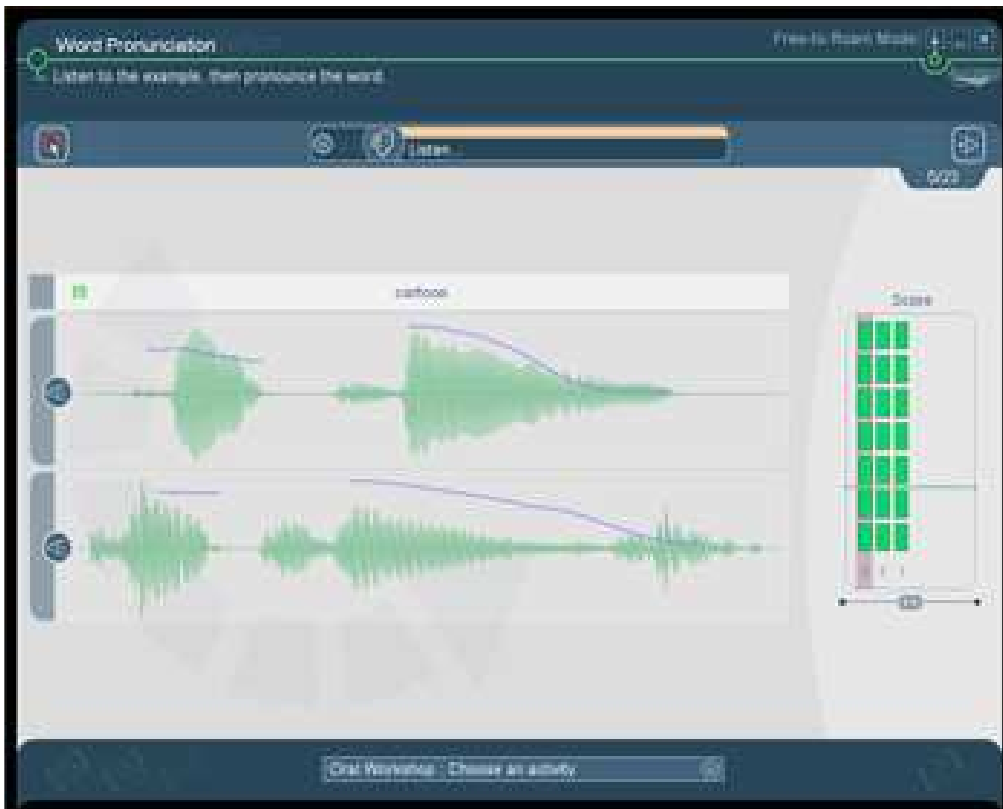 Word Pronunciation
Free-to Roam Mode
Listen to the example, then pronounce the word.
Listen
cartoon
Score
Oral Workshop : Choose an activity